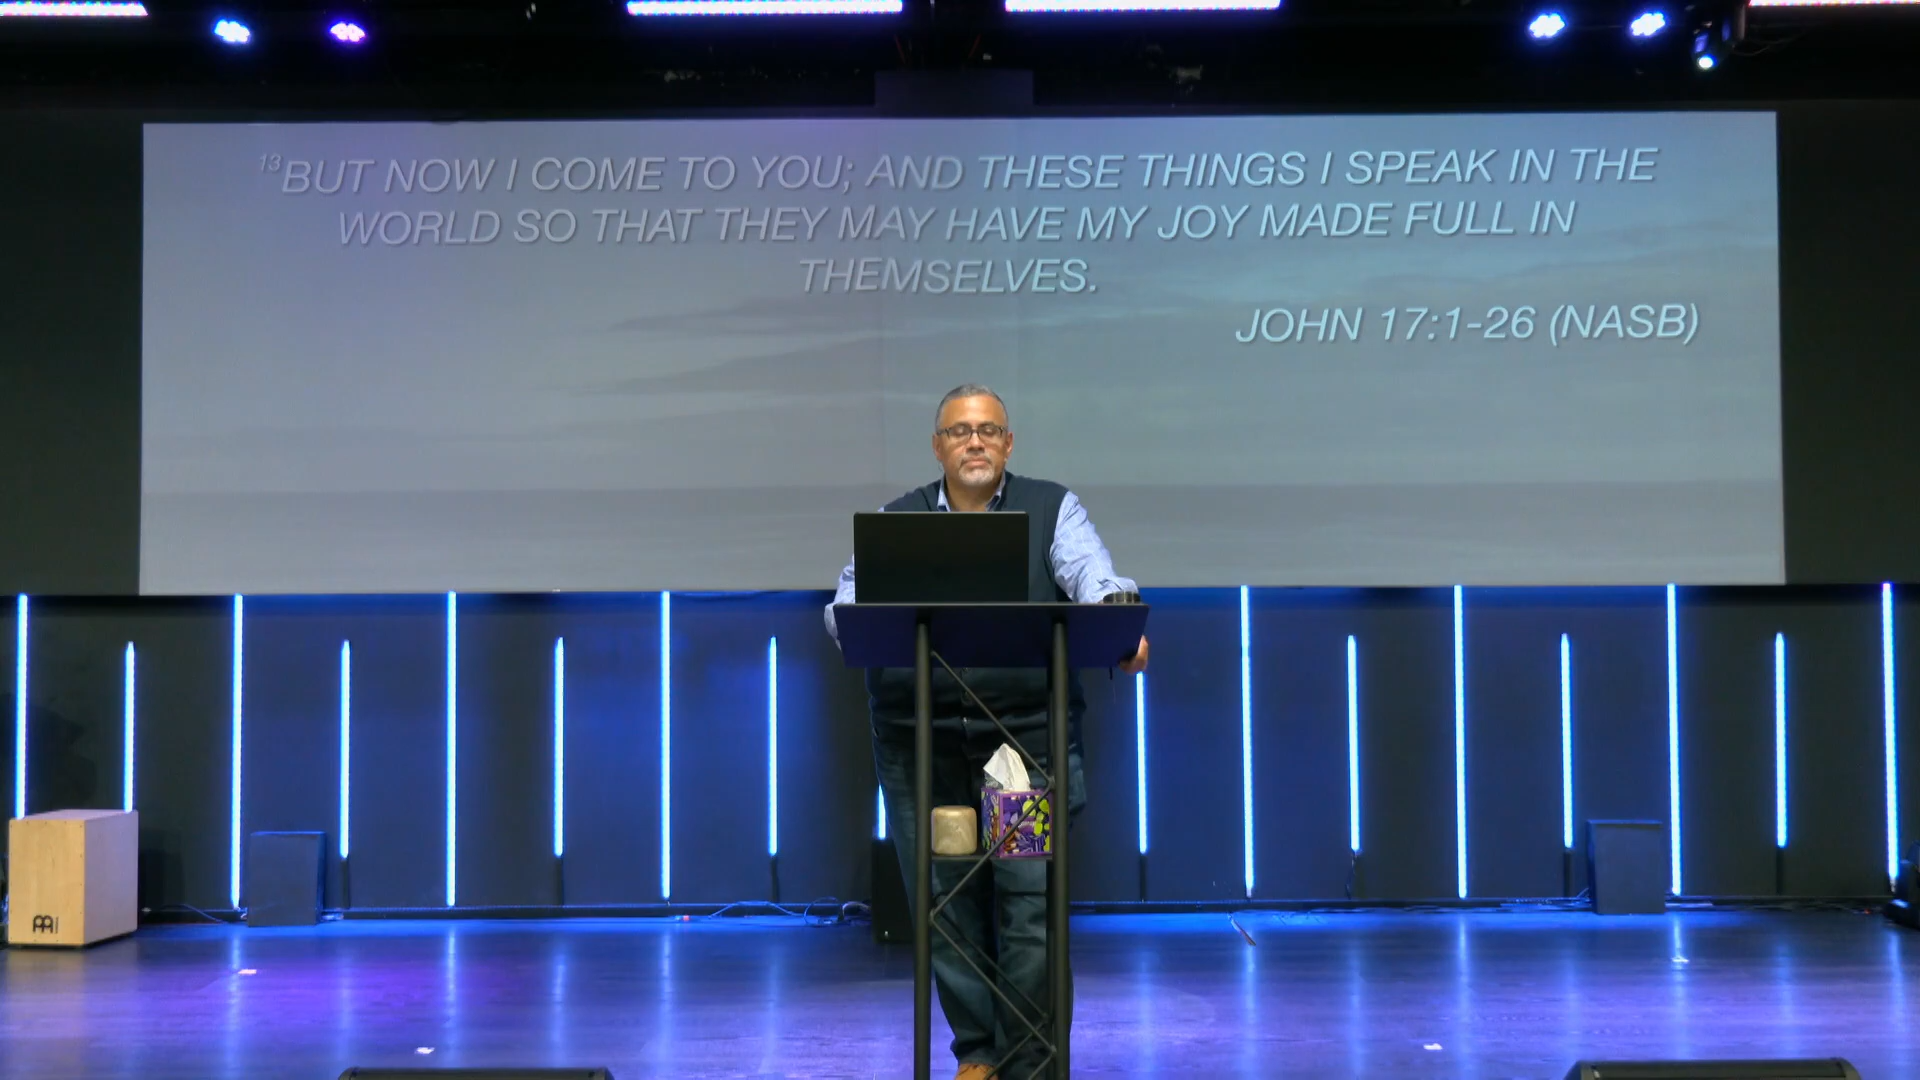 13BUT NOW I COME TO YOU; AND THESE THINGS I SPEAK IN THE
WORLD SO THAT THEY MAY HAVE MY JOY MADE FULL IN
THEMSELVES.
JOHN 17:1-26 (NASB)